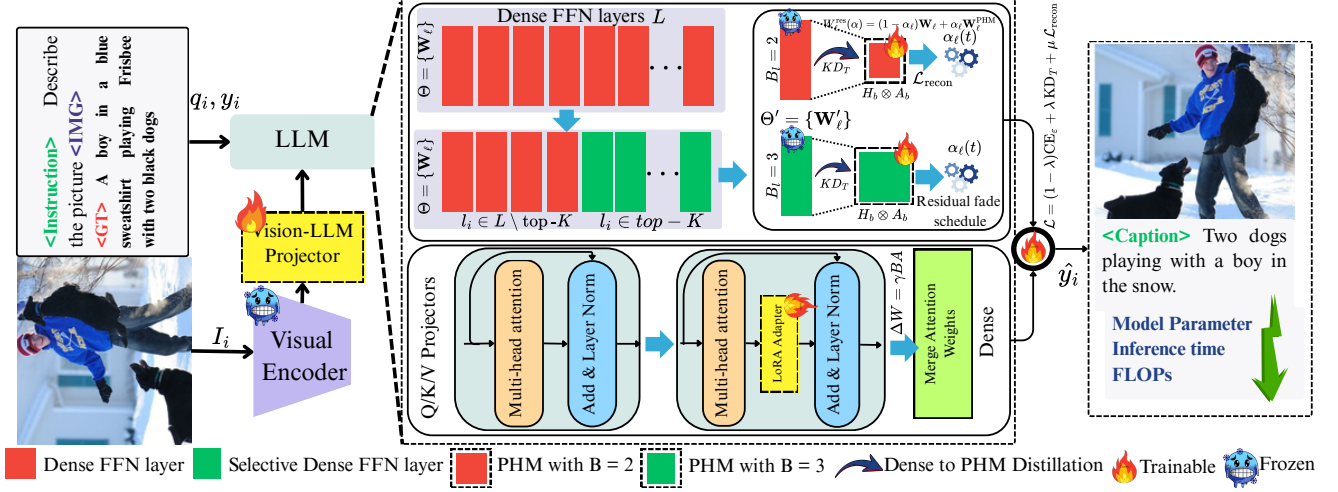 <Instruction> Describe
the picture <IMG>
<GT> A boy in a blue
sweatshirt playing Frisbee
with two black dogs
q_i, y_i
LLM
Vision-LLM
Projector
I_i
Visual
Encoder
Dense FFN layers L
Θ = {W_ℓ}
Θ = {W_ℓ}
l_i ∈ L \ top-K
l_i ∈ top − K
W_ℓ^res(α) = (1 − α_ℓ)W_ℓ + α_ℓ W_ℓ^PHM
B_l = 2
KD_T
H_b ⊗ A_b
L_recon
α_ℓ(t)
Θ′ = {W′_ℓ}
B_l = 3
KD_T
H_b ⊗ A_b
α_ℓ(t)
Residual fade
schedule
Q/K/V Projectors
Multi-head attention
Add & Layer Norm
Multi-head attention
LoRA Adapter
Add & Layer Norm
ΔW = γBA
Merge Attention
Weights
Dense
L = (1 − λ)CE_ε + λKD_T + μ L_recon
ŷ_i
<Caption> Two dogs
playing with a boy in
the snow.
Model Parameter
Inference time
FLOPs
Dense FFN layer
Selective Dense FFN layer
PHM with B = 2
PHM with B = 3
Dense to PHM Distillation
Trainable
Frozen